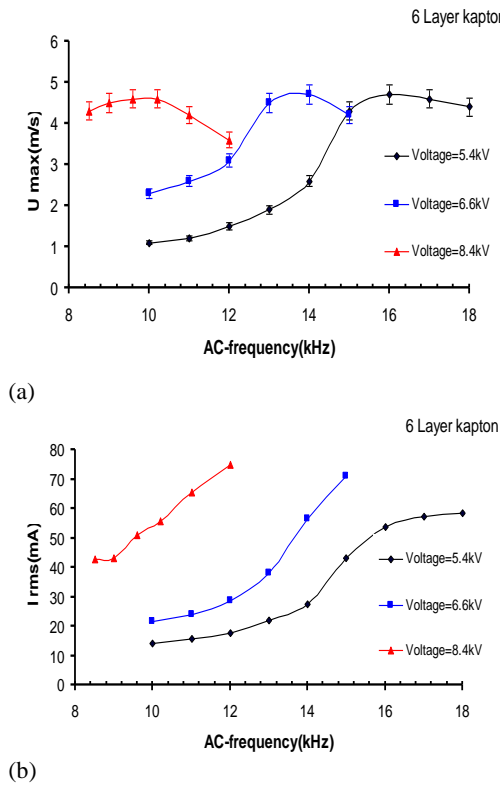 6 Layer kapton
U max(m/s)
6
5
4
3
2
1
0
Voltage=5.4kV
Voltage=6.6kV
Voltage=8.4kV
8 10 12 14 16 18
AC-frequency(kHz)
(a)
6 Layer kapton
I rms(mA)
80
70
60
50
40
30
20
10
0
Voltage=5.4kV
Voltage=6.6kV
Voltage=8.4kV
8 10 12 14 16 18
AC-frequency(kHz)
(b)